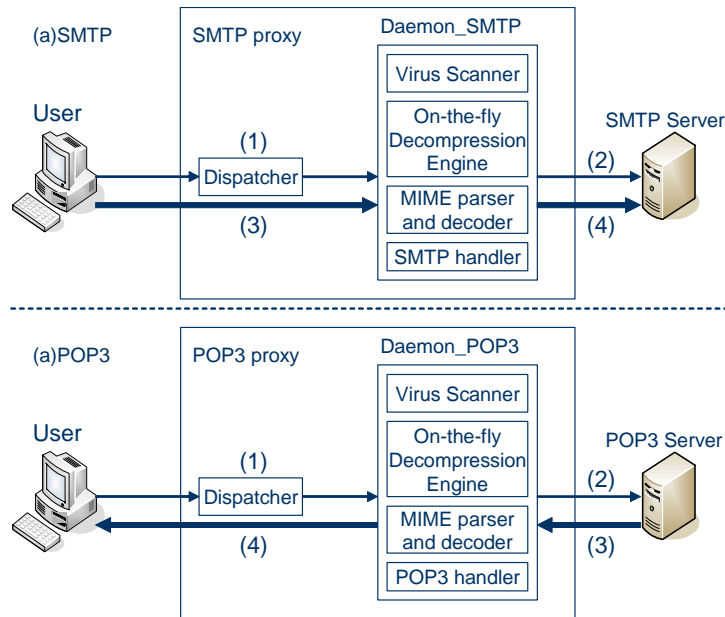 (a)SMTP
SMTP proxy
Daemon_SMTP
Virus Scanner
User
On-the-fly
Decompression
Engine
SMTP Server
(1)
Dispatcher
(2)
(3)
MIME parser
and decoder
(4)
SMTP handler
(a)POP3
POP3 proxy
Daemon_POP3
Virus Scanner
User
On-the-fly
Decompression
Engine
POP3 Server
(1)
Dispatcher
(2)
(4)
MIME parser
and decoder
(3)
POP3 handler